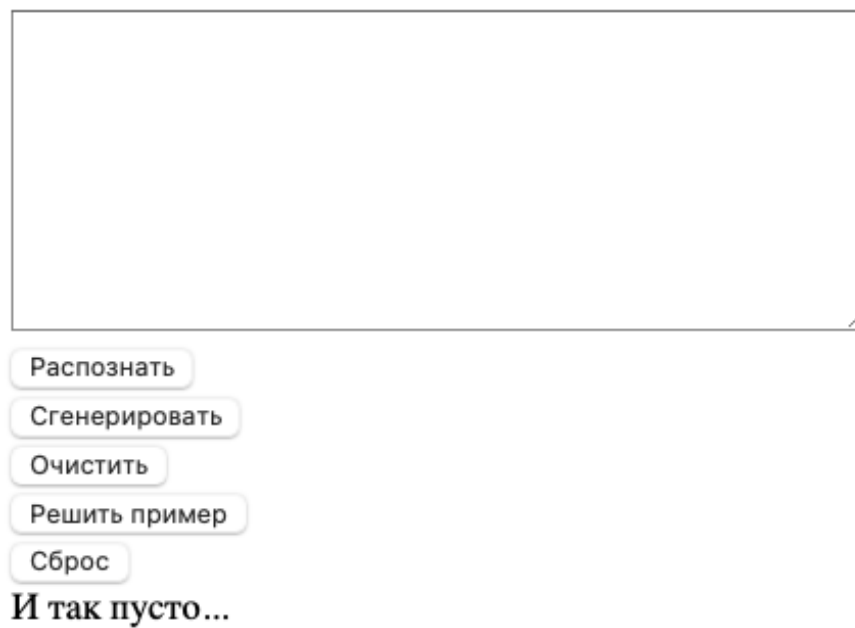 Распознать
Сгенерировать
Очистить
Решить пример
Сброс
И так пусто...